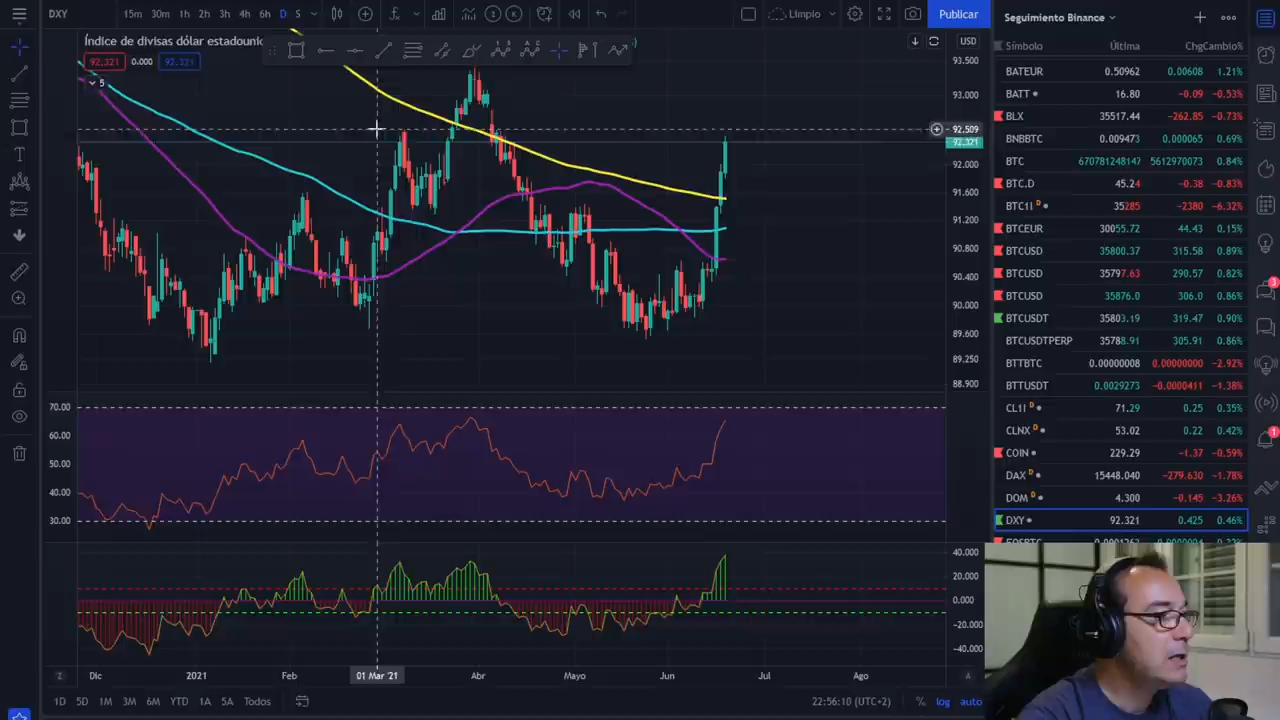 DXY 15m 30m 1h 2h 3h 4h 6h D S Limpio Publicar
Índice de divisas dólar estadounic
92.321 0.000 92.321
5
USD
93.500
93.000
92.509
92.321
92.000
91.600
91.200
90.800
90.400
90.000
89.600
89.250
88.900
70.00
60.00
50.00
40.00
30.00
40.000
20.000
0.000
-20.000
-40.000
Dic 2021 Feb 01 Mar '21 Abr Mayo Jun Jul Ago
1D 5D 1M 3M 6M YTD 1A 5A Todos 22:56:10 (UTC+2) % log auto
Seguimiento Binance
Símbolo Última Chg Cambio%
BATEUR 0.50962 0.00608 1.21%
BATT 16.80 -0.09 -0.53%
BLX 35517.44 -262.85 -0.73%
BNBBTC 0.009473 0.000065 0.69%
BTC 670781248147 5612970073 0.84%
BTC.D 45.24 -0.38 -0.83%
BTC1! D 35285 -2380 -6.32%
BTCEUR 30055.72 44.43 0.15%
BTCUSD 35800.37 315.58 0.89%
BTCUSD 35797.63 290.57 0.82%
BTCUSD 35876.0 306.0 0.86%
BTCUSDT 35803.19 319.47 0.90%
BTCUSDTPERP 35788.91 305.91 0.86%
BTTBTC 0.00000008 0.00000000 -2.92%
BTTUSDT 0.0029273 -0.0000411 -1.38%
CL1! D 71.29 0.25 0.35%
CLNX D 53.02 0.22 0.42%
COIN 229.29 -1.37 -0.59%
DAX D 15448.040 -279.630 -1.78%
DOM D 4.300 -0.145 -3.26%
DXY 92.321 0.425 0.46%
3
1